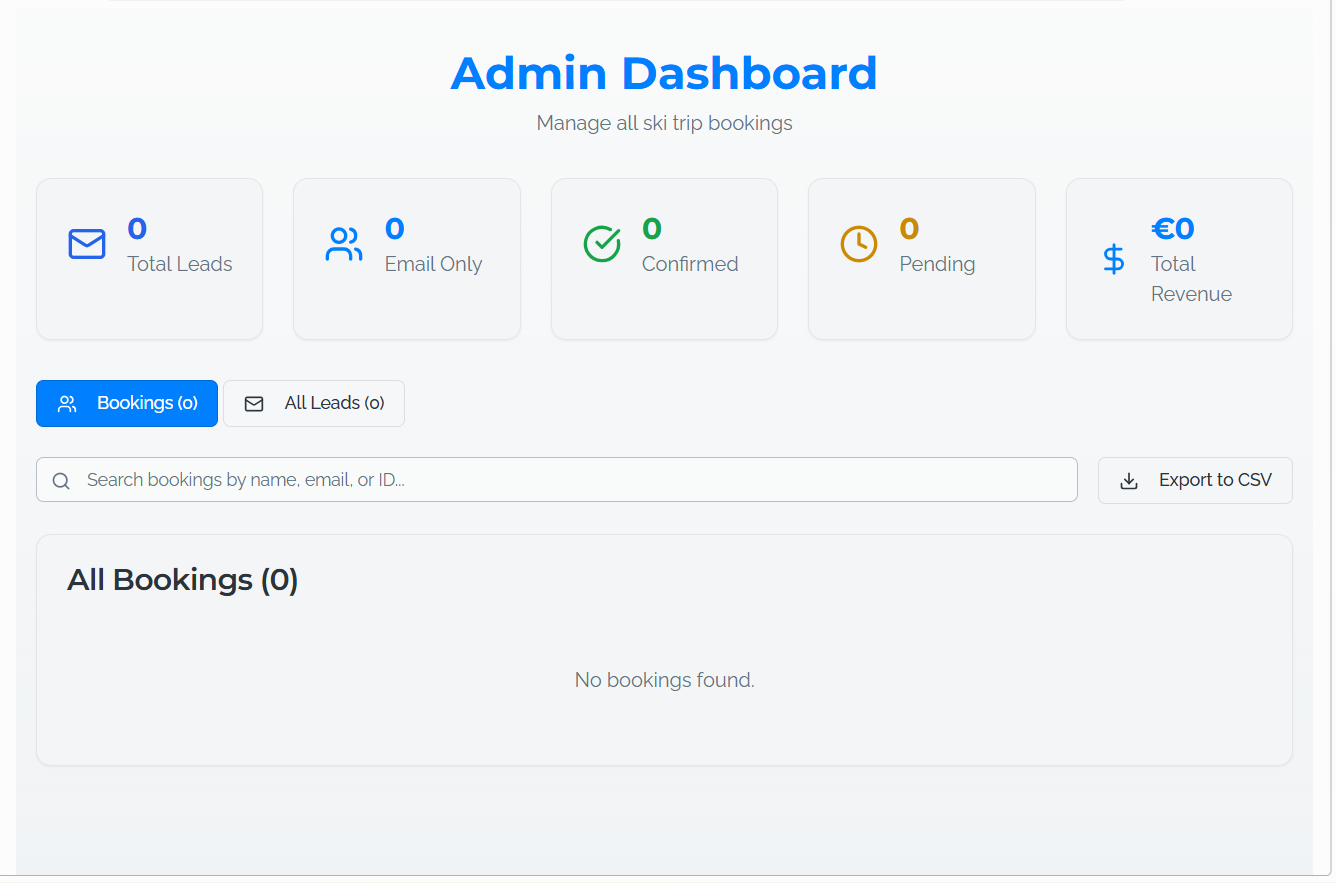 Admin Dashboard
Manage all ski trip bookings
0
Total Leads
0
Email Only
0
Confirmed
0
Pending
€0
Total
Revenue
Bookings (0)
All Leads (0)
Search bookings by name, email, or ID...
Export to CSV
All Bookings (0)
No bookings found.